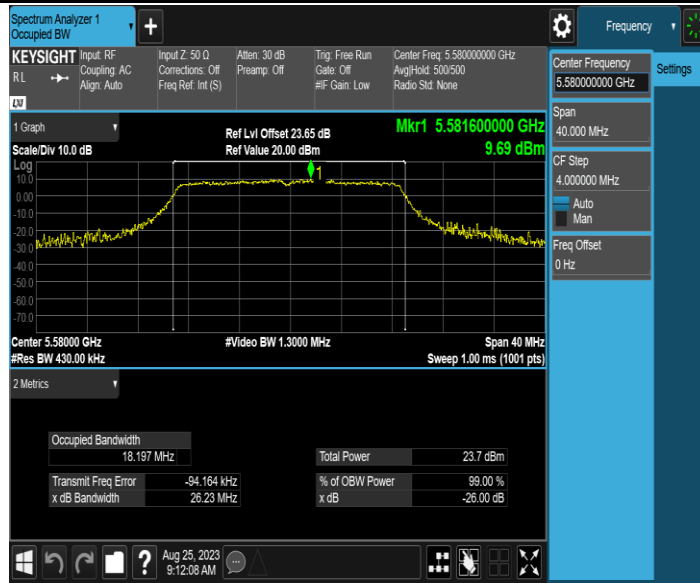 Spectrum Analyzer 1
Occupied BW
Frequency
KEYSIGHT
RL
LXI
Input: RF
Coupling: AC
Align: Auto
Input Z: 50 Ω
Corrections: Off
Freq Ref: Int (S)
Atten: 30 dB
Preamp: Off
Trig: Free Run
Gate: Off
#IF Gain: Low
Center Freq: 5.580000000 GHz
Avg|Hold: 500/500
Radio Std: None
Center Frequency
5.580000000 GHz
Settings
Span
40.000 MHz
CF Step
4.000000 MHz
Auto
Man
Freq Offset
0 Hz
1 Graph
Scale/Div 10.0 dB
Ref Lvl Offset 23.65 dB
Ref Value 20.00 dBm
Mkr1 5.581600000 GHz
9.69 dBm
Log
10.0
0.00
-10.0
-20.0
-30.0
-40.0
-50.0
-60.0
-70.0
1
Center 5.58000 GHz
#Video BW 1.3000 MHz
Span 40 MHz
#Res BW 430.00 kHz
Sweep 1.00 ms (1001 pts)
2 Metrics
Occupied Bandwidth
18.197 MHz
Total Power 23.7 dBm
Transmit Freq Error -94.164 kHz
% of OBW Power 99.00 %
x dB Bandwidth 26.23 MHz
x dB -26.00 dB
Aug 25, 2023
9:12:08 AM